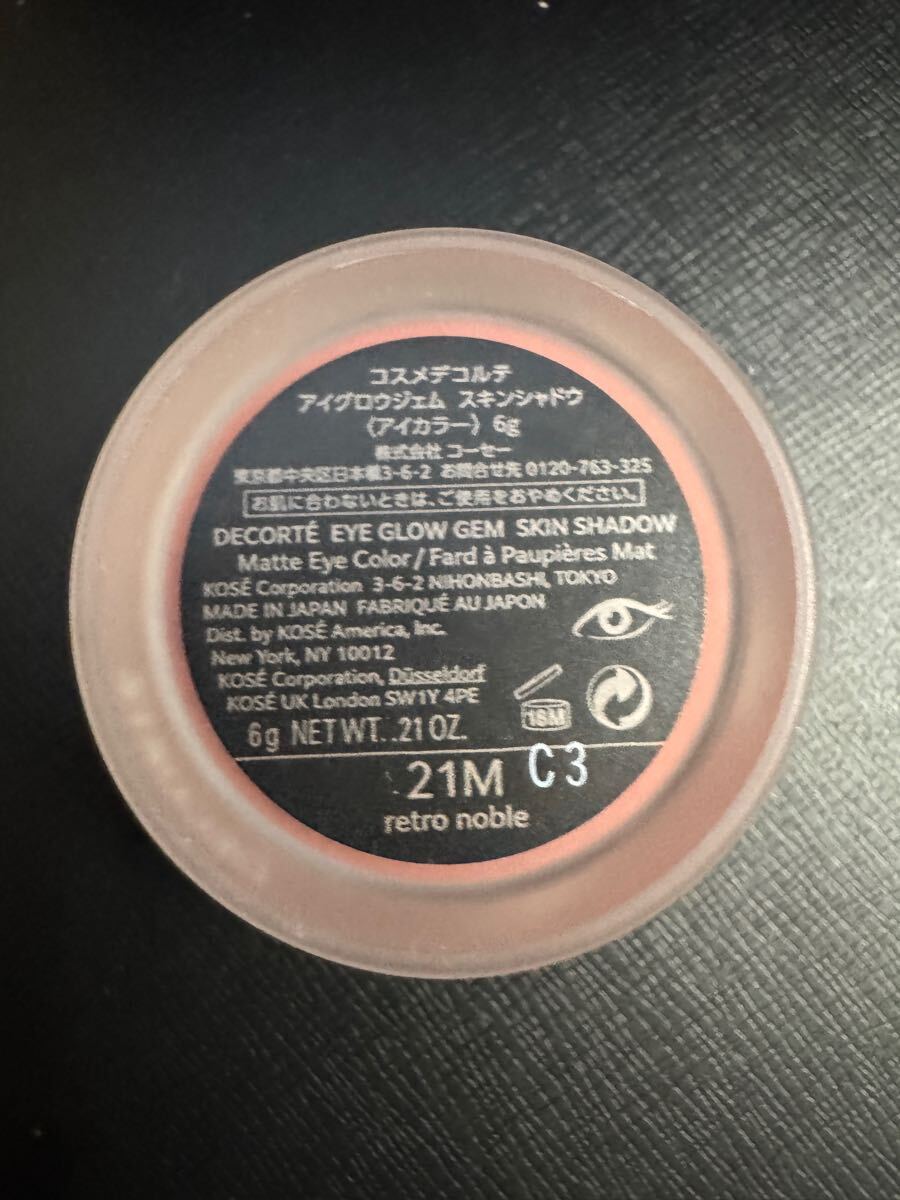 コスメデコルテ
アイグロウジェム スキンシャドウ
〈アイカラー〉 6g
株式会社 コーセー
東京都中央区日本橋3-6-2 お問合せ先 0120-763-325
お肌に合わないときは、ご使用をおやめください。
DECORTÉ EYE GLOW GEM SKIN SHADOW
Matte Eye Color / Fard à Paupières Mat
KOSÉ Corporation 3-6-2 NIHONBASHI, TOKYO
MADE IN JAPAN FABRIQUÉ AU JAPON
Dist. by KOSÉ America, Inc.
New York, NY 10012
KOSÉ Corporation, Düsseldorf
KOSÉ UK London SW1Y 4PE
18M
6g NET WT. .21 OZ.
21M C3
retro noble